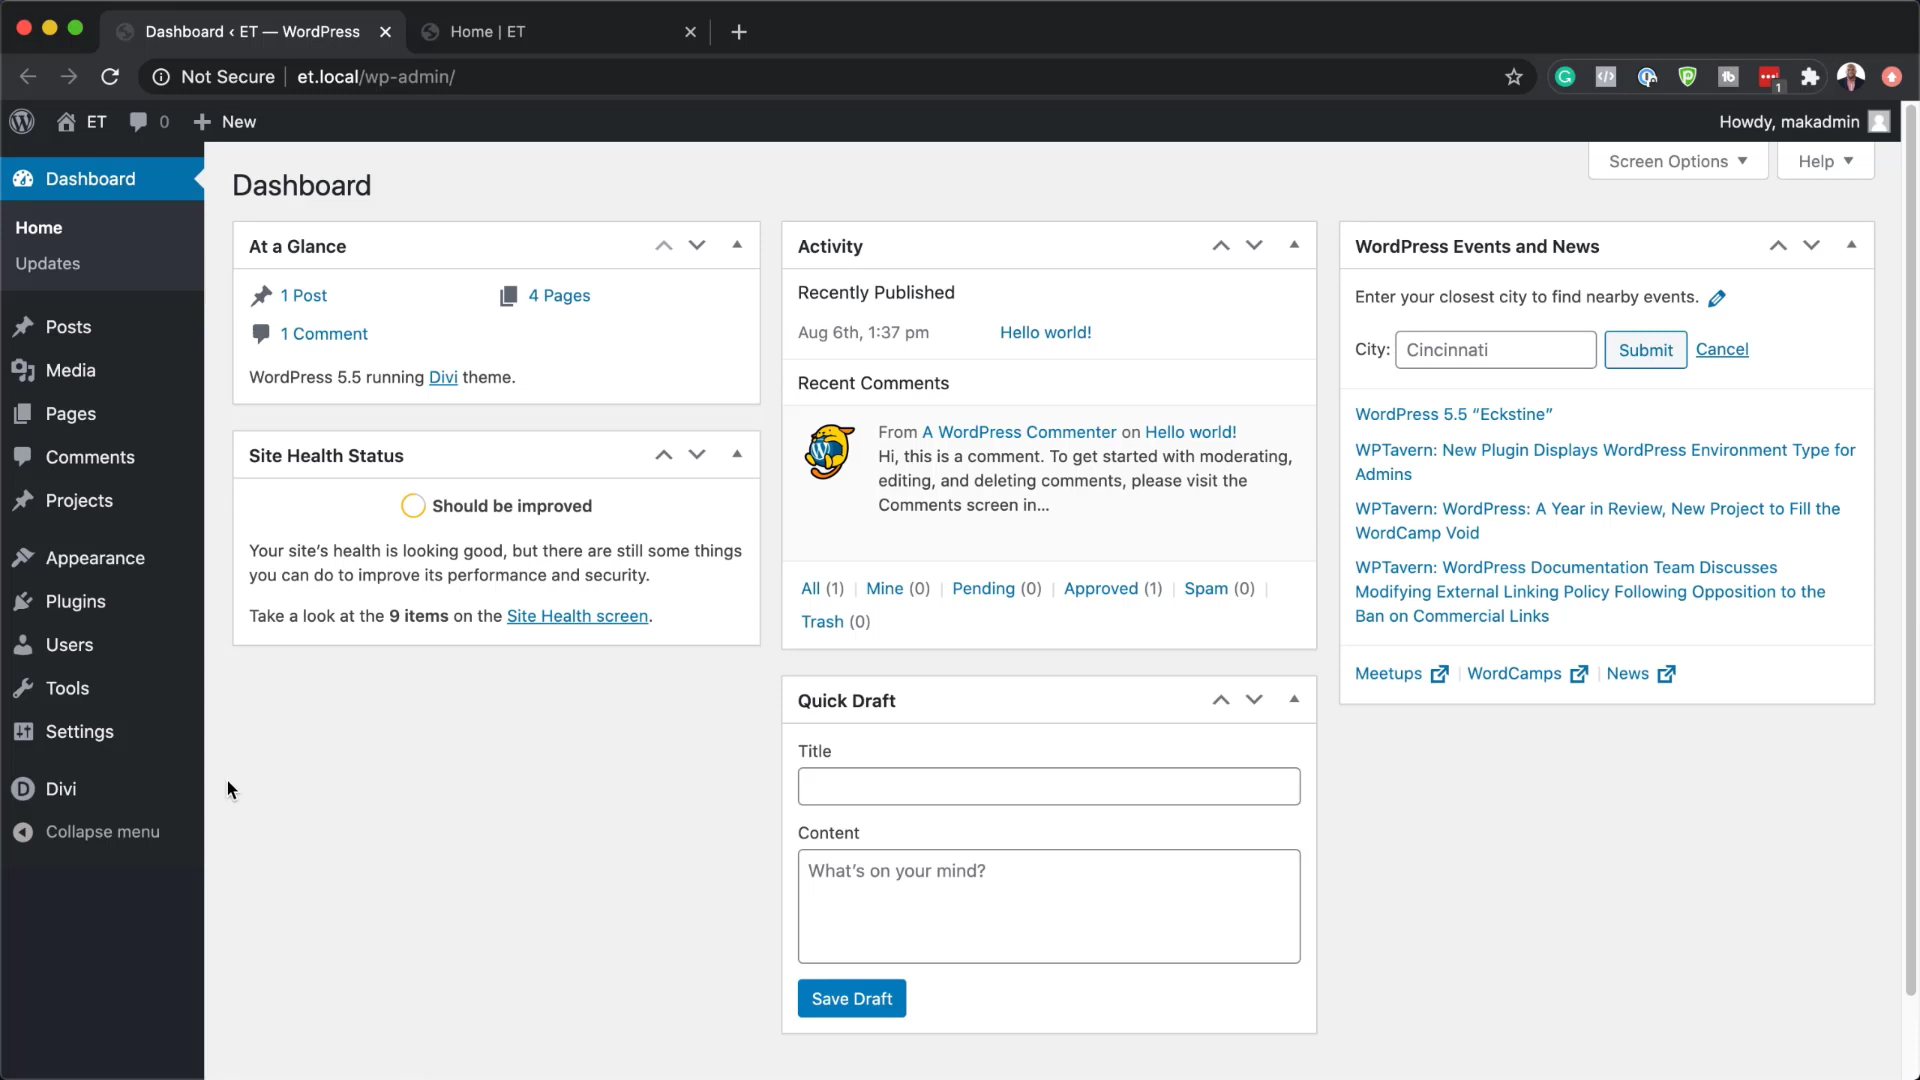 Dashboard ‹ ET — WordPress
Home | ET
Not Secure
et.local/wp-admin/
1
ET
0
New
Howdy, makadmin
Dashboard
Home
Updates
Posts
Media
Pages
Comments
Projects
Appearance
Plugins
Users
Tools
Settings
Divi
Collapse menu
Screen Options
Help
Dashboard
At a Glance
1 Post
4 Pages
1 Comment
WordPress 5.5 running Divi theme.
Site Health Status
Should be improved
Your site’s health is looking good, but there are still some things
you can do to improve its performance and security.
Take a look at the 9 items on the Site Health screen.
Activity
Recently Published
Aug 6th, 1:37 pm
Hello world!
Recent Comments
From A WordPress Commenter on Hello world!
Hi, this is a comment. To get started with moderating,
editing, and deleting comments, please visit the
Comments screen in…
All (1) | Mine (0) | Pending (0) | Approved (1) | Spam (0) |
Trash (0)
Quick Draft
Title
Content
What’s on your mind?
Save Draft
WordPress Events and News
Enter your closest city to find nearby events.
City:
Cincinnati
Submit
Cancel
WordPress 5.5 “Eckstine”
WPTavern: New Plugin Displays WordPress Environment Type for
Admins
WPTavern: WordPress: A Year in Review, New Project to Fill the
WordCamp Void
WPTavern: WordPress Documentation Team Discusses
Modifying External Linking Policy Following Opposition to the
Ban on Commercial Links
Meetups | WordCamps | News